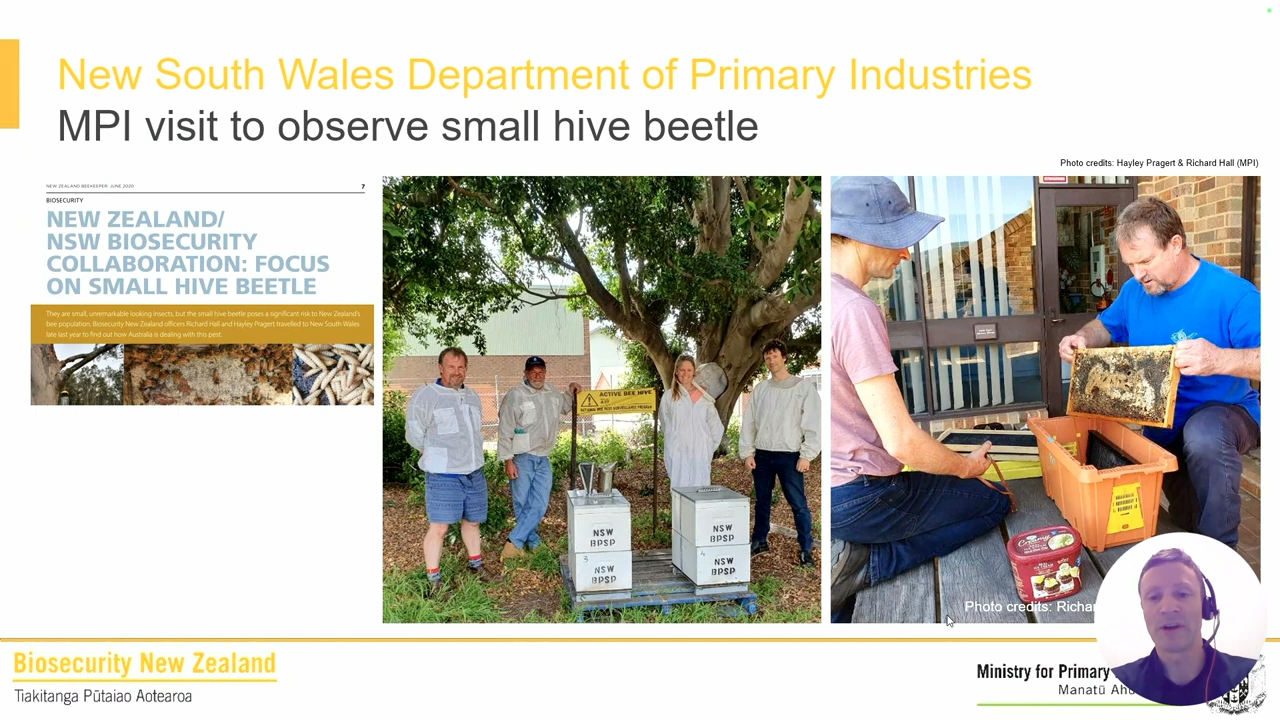 New South Wales Department of Primary Industries
MPI visit to observe small hive beetle
Photo credits: Hayley Pragert & Richard Hall (MPI)
NEW ZEALAND BEEKEEPER, JUNE 2020
7
BIOSECURITY
NEW ZEALAND/
NSW BIOSECURITY
COLLABORATION: FOCUS
ON SMALL HIVE BEETLE
They are small, unremarkable looking insects, but the small hive beetle poses a significant risk to New Zealand's
bee population. Biosecurity New Zealand officers Richard Hall and Hayley Pragert travelled to New South Wales
late last year to find out how Australia is dealing with this pest.
ACTIVE BEE HIVE
NSW
BPSP
3
NSW
BPSP
NSW
BPSP
4
NSW
BPSP
Photo credits: Richar
Biosecurity New Zealand
Tiakitanga Pūtaiao Aotearoa
Ministry for Primary
Manatū Ahu